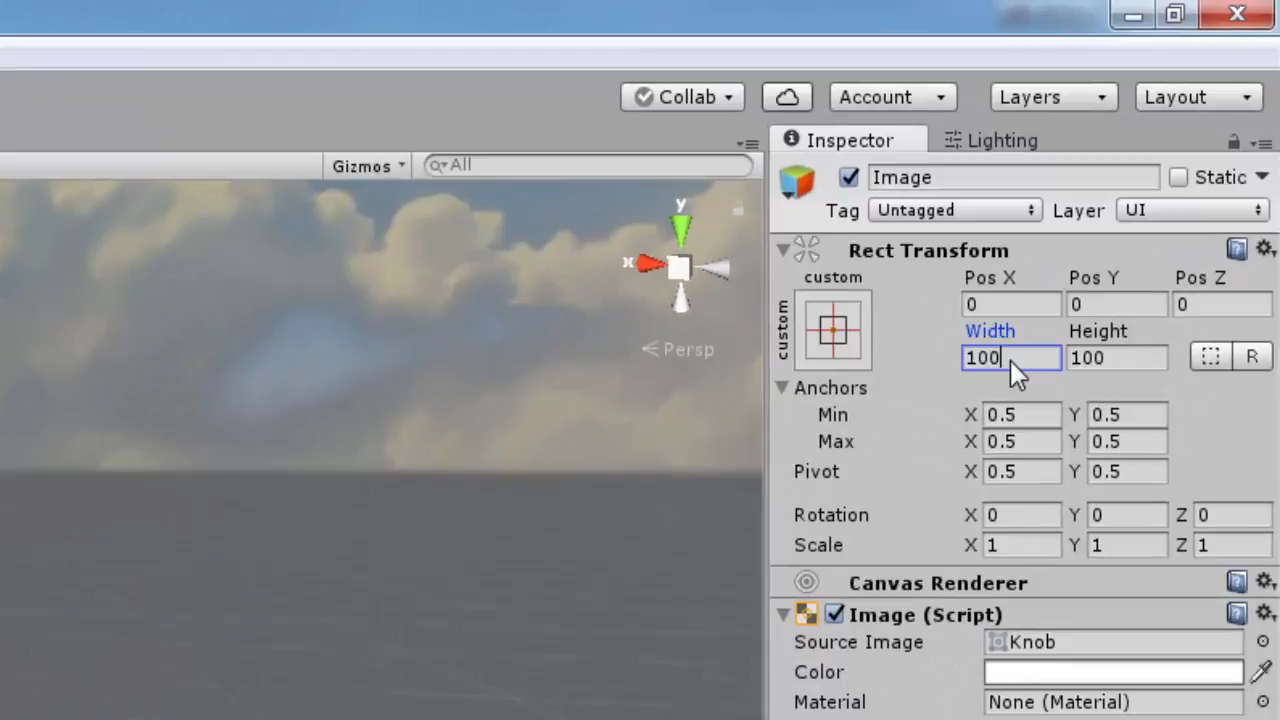 Collab
Account
Layers
Layout
Inspector
Lighting
Gizmos
All
Image
Static
Tag
Untagged
Layer
UI
y
x
Persp
Rect Transform
custom
custom
Pos X
Pos Y
Pos Z
0
0
0
Width
Height
100
100
R
Anchors
Min
X 0.5
Y 0.5
Max
X 0.5
Y 0.5
Pivot
X 0.5
Y 0.5
Rotation
X 0
Y 0
Z 0
Scale
X 1
Y 1
Z 1
Canvas Renderer
Image (Script)
Source Image
Knob
Color
Material
None (Material)